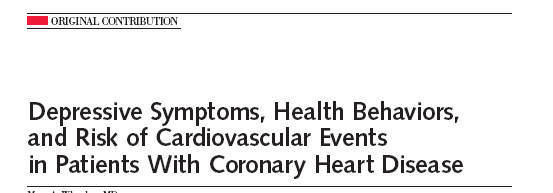 ORIGINAL CONTRIBUTION
Depressive Symptoms, Health Behaviors,
and Risk of Cardiovascular Events
in Patients With Coronary Heart Disease